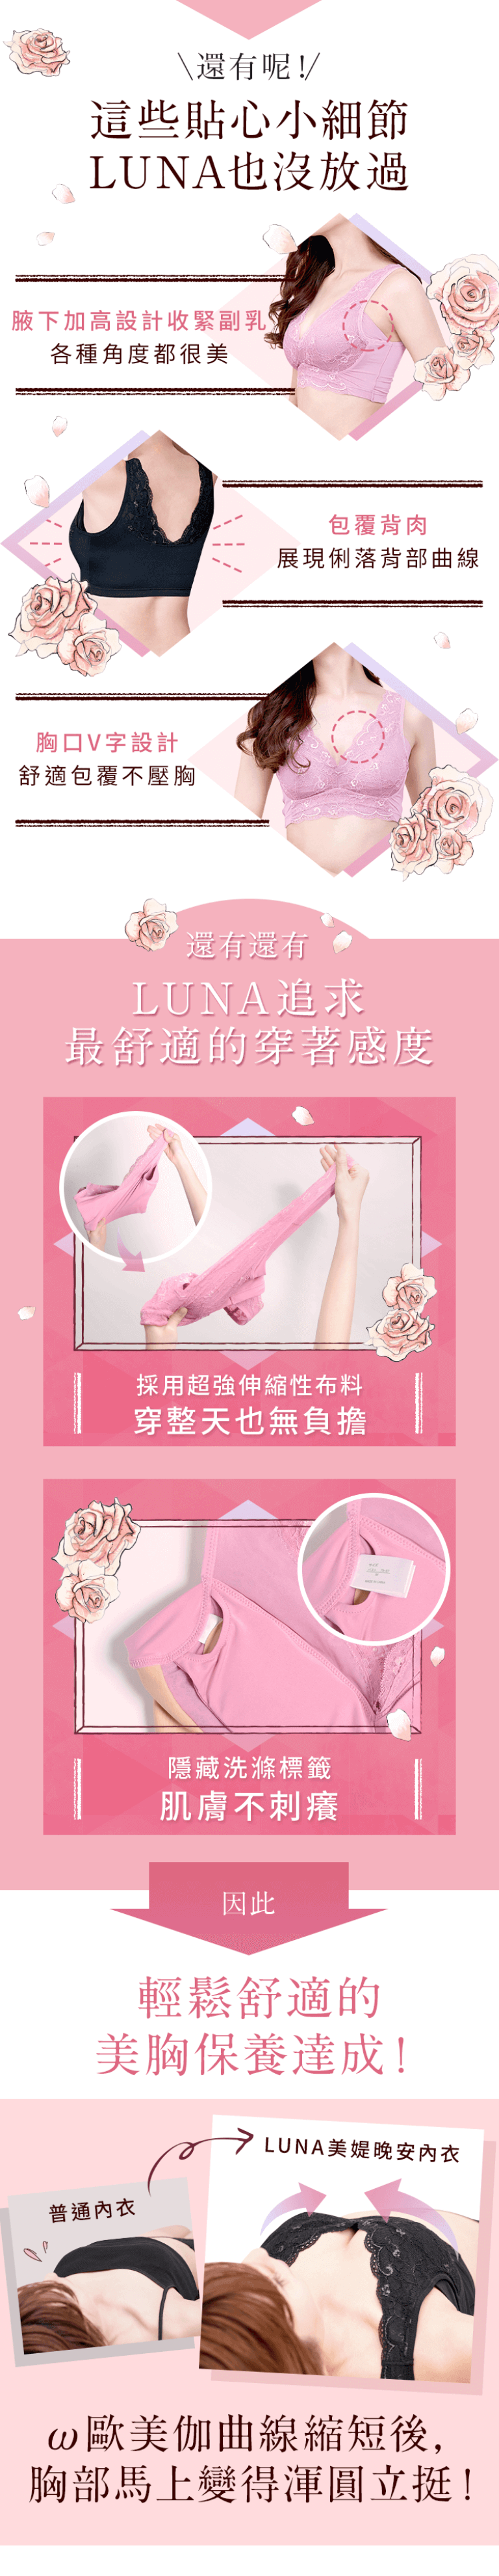 \還有呢!/
這些貼心小細節
LUNA也沒放過
腋下加高設計收緊副乳
各種角度都很美
包覆背肉
展現俐落背部曲線
胸口V字設計
舒適包覆不壓胸
還有還有
LUNA追求
最舒適的穿著感度
採用超強伸縮性布料
穿整天也無負擔
隱藏洗滌標籤
肌膚不刺癢
因此
輕鬆舒適的
美胸保養達成!
LUNA美媞晚安內衣
普通內衣
ω歐美伽曲線縮短後,
胸部馬上變得渾圓立挺!